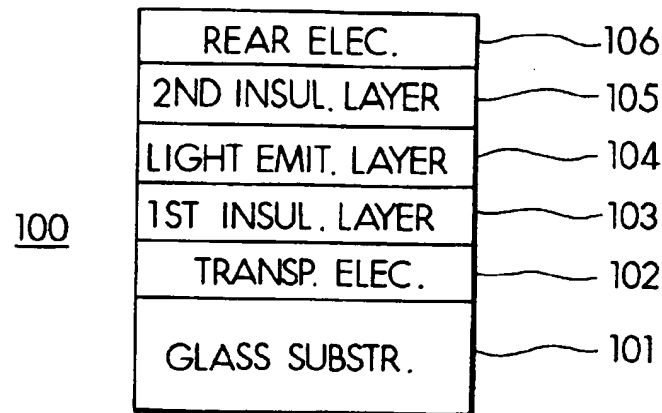 REAR ELEC. 106
2ND INSUL. LAYER 105
LIGHT EMIT. LAYER 104
100
1ST INSUL. LAYER 103
TRANSP. ELEC. 102
GLASS SUBSTR. 101